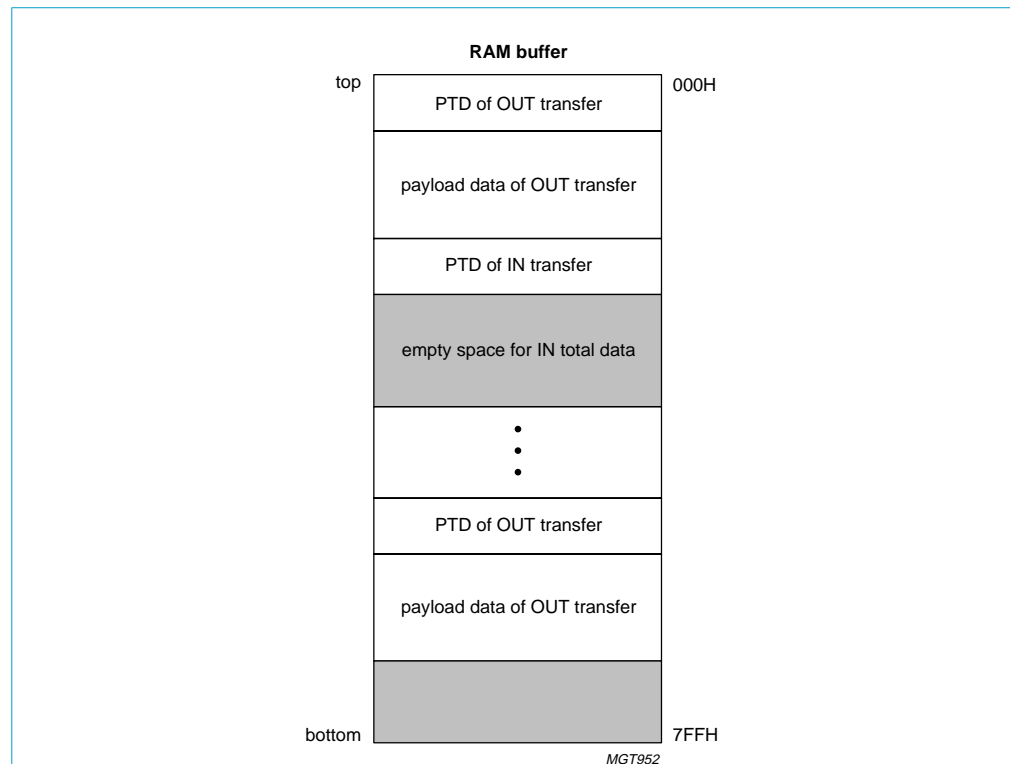 RAM buffer
top
000H
PTD of OUT transfer
payload data of OUT transfer
PTD of IN transfer
empty space for IN total data
PTD of OUT transfer
payload data of OUT transfer
bottom
7FFH
MGT952